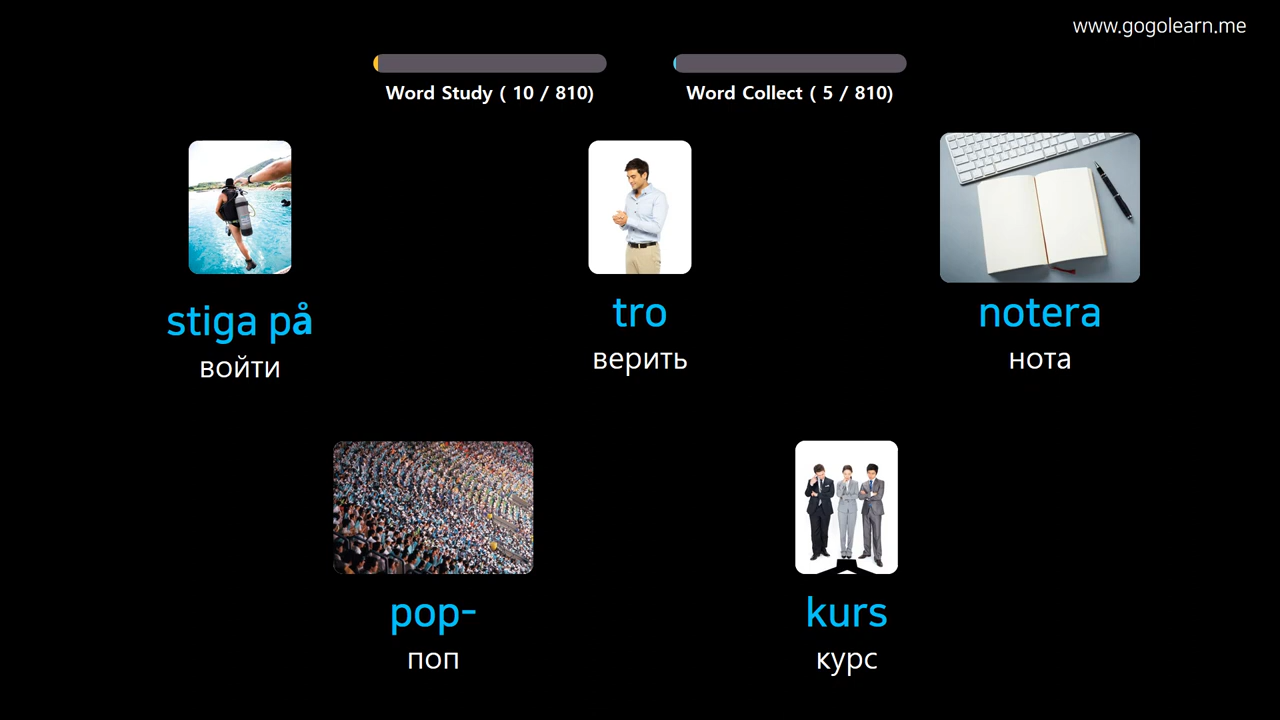 www.gogolearn.me
Word Study ( 10 / 810)
Word Collect ( 5 / 810)
stiga på
войти
tro
верить
notera
нота
pop-
поп
kurs
курс